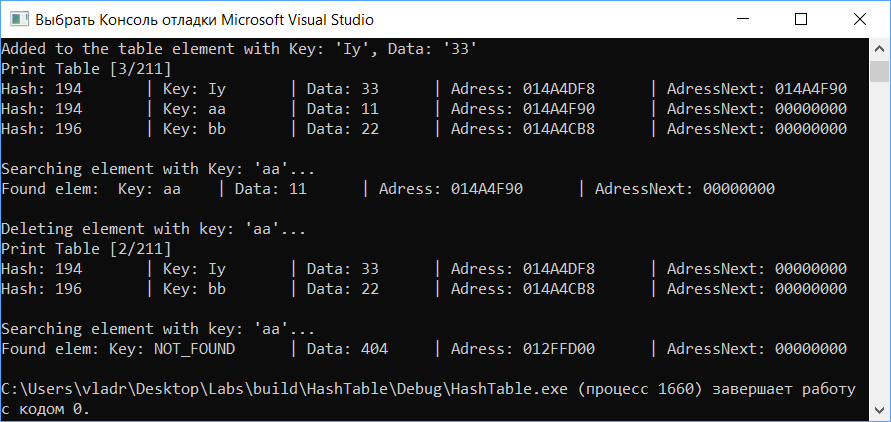 Выбрать Консоль отладки Microsoft Visual Studio
Added to the table element with Key: 'Iy', Data: '33'
Print Table [3/211]
Hash: 194 | Key: Iy | Data: 33 | Adress: 014A4DF8 | AdressNext: 014A4F90
Hash: 194 | Key: aa | Data: 11 | Adress: 014A4F90 | AdressNext: 00000000
Hash: 196 | Key: bb | Data: 22 | Adress: 014A4CB8 | AdressNext: 00000000
Searching element with Key: 'aa'...
Found elem: Key: aa | Data: 11 | Adress: 014A4F90 | AdressNext: 00000000
Deleting element with key: 'aa'...
Print Table [2/211]
Hash: 194 | Key: Iy | Data: 33 | Adress: 014A4DF8 | AdressNext: 00000000
Hash: 196 | Key: bb | Data: 22 | Adress: 014A4CB8 | AdressNext: 00000000
Searching element with key: 'aa'...
Found elem: Key: NOT_FOUND | Data: 404 | Adress: 012FFD00 | AdressNext: 00000000
C:\Users\vladr\Desktop\Labs\build\HashTable\Debug\HashTable.exe (процесс 1660) завершает работу
с кодом 0.